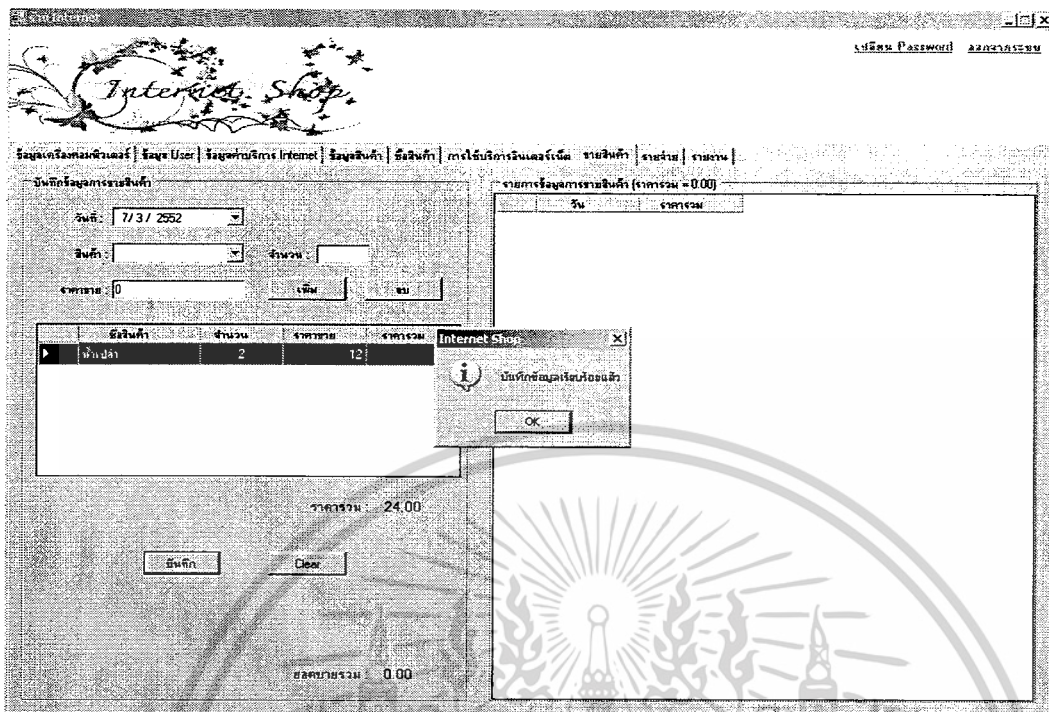 ร้าน Internet
เปลี่ยน Password ออกจากระบบ
Internet Shop
ข้อมูลเครื่องคอมพิวเตอร์ ข้อมูล User ข้อมูลค่าบริการ Internet ข้อมูลสินค้า ซื้อสินค้า การใช้บริการอินเตอร์เน็ต ขายสินค้า รายจ่าย รายงาน
บันทึกข้อมูลการขายสินค้า
วันที่ : 7/ 3 / 2552
สินค้า : จำนวน :
ราคาขาย : 0 เพิ่ม ลบ
ชื่อสินค้า จำนวน ราคาขาย ราคารวม
น้ำเปล่า 2 12
ราคารวม : 24.00
บันทึก Clear
ยอดขายรวม : 0.00
รายการข้อมูลการขายสินค้า (ราคารวม = 0.00)
วัน ราคารวม
Internet Shop
บันทึกข้อมูลเรียบร้อยแล้ว
OK